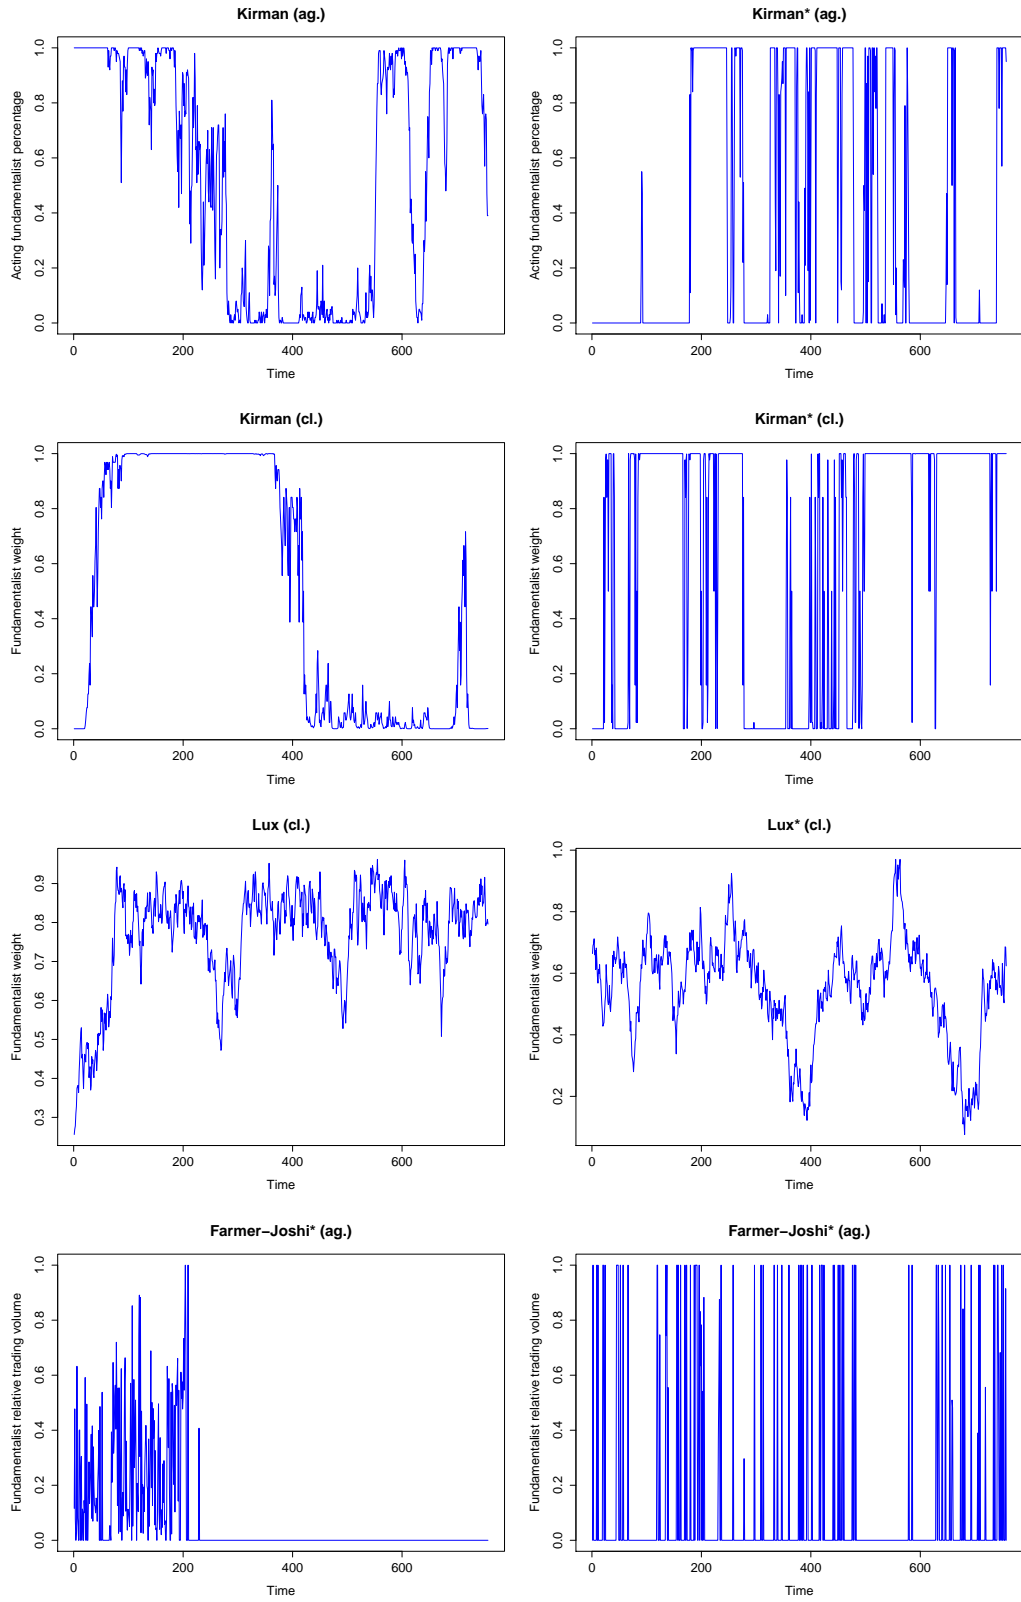 Kirman (ag.)
Acting fundamentalist percentage
1.0
0.8
0.6
0.4
0.2
0.0
0 200 400 600
Time
Kirman* (ag.)
Acting fundamentalist percentage
1.0
0.8
0.6
0.4
0.2
0.0
0 200 400 600
Time
Kirman (cl.)
Fundamentalist weight
1.0
0.8
0.6
0.4
0.2
0.0
0 200 400 600
Time
Kirman* (cl.)
Fundamentalist weight
1.0
0.8
0.6
0.4
0.2
0.0
0 200 400 600
Time
Lux (cl.)
Fundamentalist weight
0.9
0.8
0.7
0.6
0.5
0.4
0.3
0 200 400 600
Time
Lux* (cl.)
Fundamentalist weight
1.0
0.8
0.6
0.4
0.2
0 200 400 600
Time
Farmer−Joshi* (ag.)
Fundamentalist relative trading volume
1.0
0.8
0.6
0.4
0.2
0.0
0 200 400 600
Time
Farmer−Joshi* (ag.)
Fundamentalist relative trading volume
1.0
0.8
0.6
0.4
0.2
0.0
0 200 400 600
Time